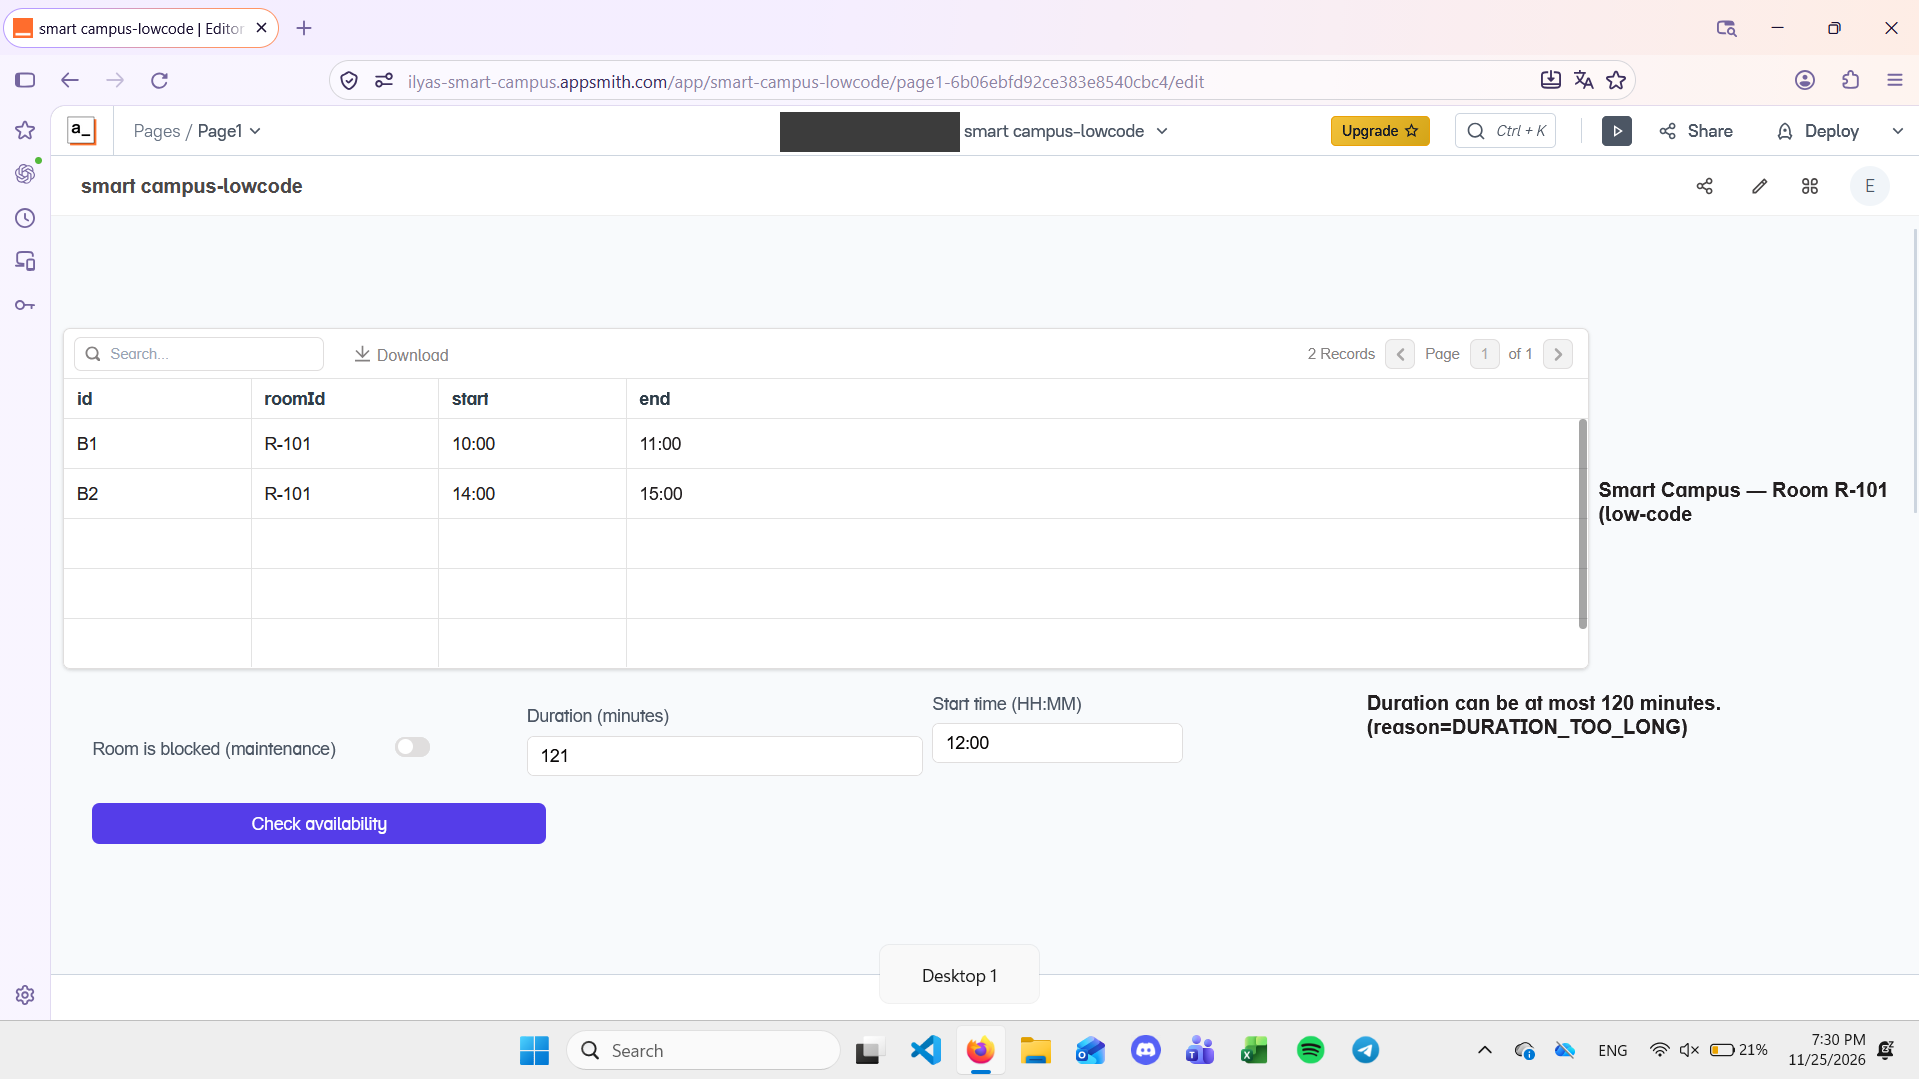 smart campus-lowcode | Editor
ilyas-smart-campus.appsmith.com/app/smart-campus-lowcode/page1-6b06ebfd92ce383e8540cbc4/edit
a_
Pages / Page1
smart campus-lowcode
Upgrade
Ctrl + K
Share
Deploy
smart campus-lowcode
E
Search...
Download
2 Records
Page
1
of 1
id
roomId
start
end
B1
R-101
10:00
11:00
B2
R-101
14:00
15:00
Smart Campus — Room R-101
(low-code
Room is blocked (maintenance)
Duration (minutes)
121
Start time (HH:MM)
12:00
Duration can be at most 120 minutes.
(reason=DURATION_TOO_LONG)
Check availability
Desktop 1
Search
ENG
21%
7:30 PM
11/25/2026